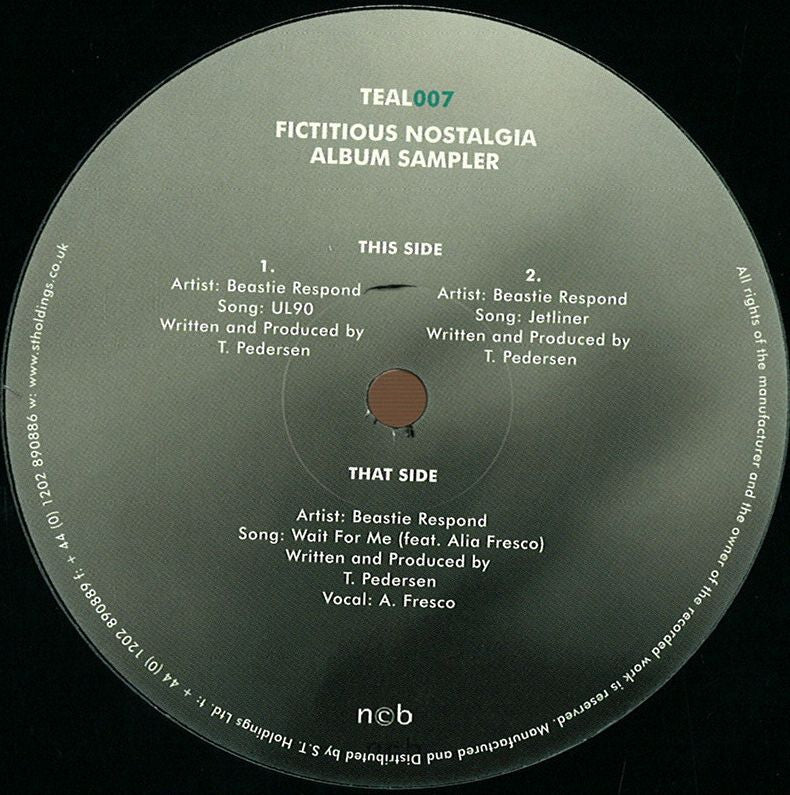 TEAL007
FICTITIOUS NOSTALGIA
ALBUM SAMPLER
THIS SIDE
1.
Artist: Beastie Respond
Song: UL90
Written and Produced by
T. Pedersen
2.
Artist: Beastie Respond
Song: Jetliner
Written and Produced by
T. Pedersen
THAT SIDE
Artist: Beastie Respond
Song: Wait For Me (feat. Alia Fresco)
Written and Produced by
T. Pedersen
Vocal: A. Fresco
n©b
All rights of the manufacturer and the owner of the recorded work is reserved. Manufactured and Distributed by S.T. Holdings Ltd. t: + 44 (0) 1202 890889 f: + 44 (0) 1202 890886 w: www.stholdings.co.uk